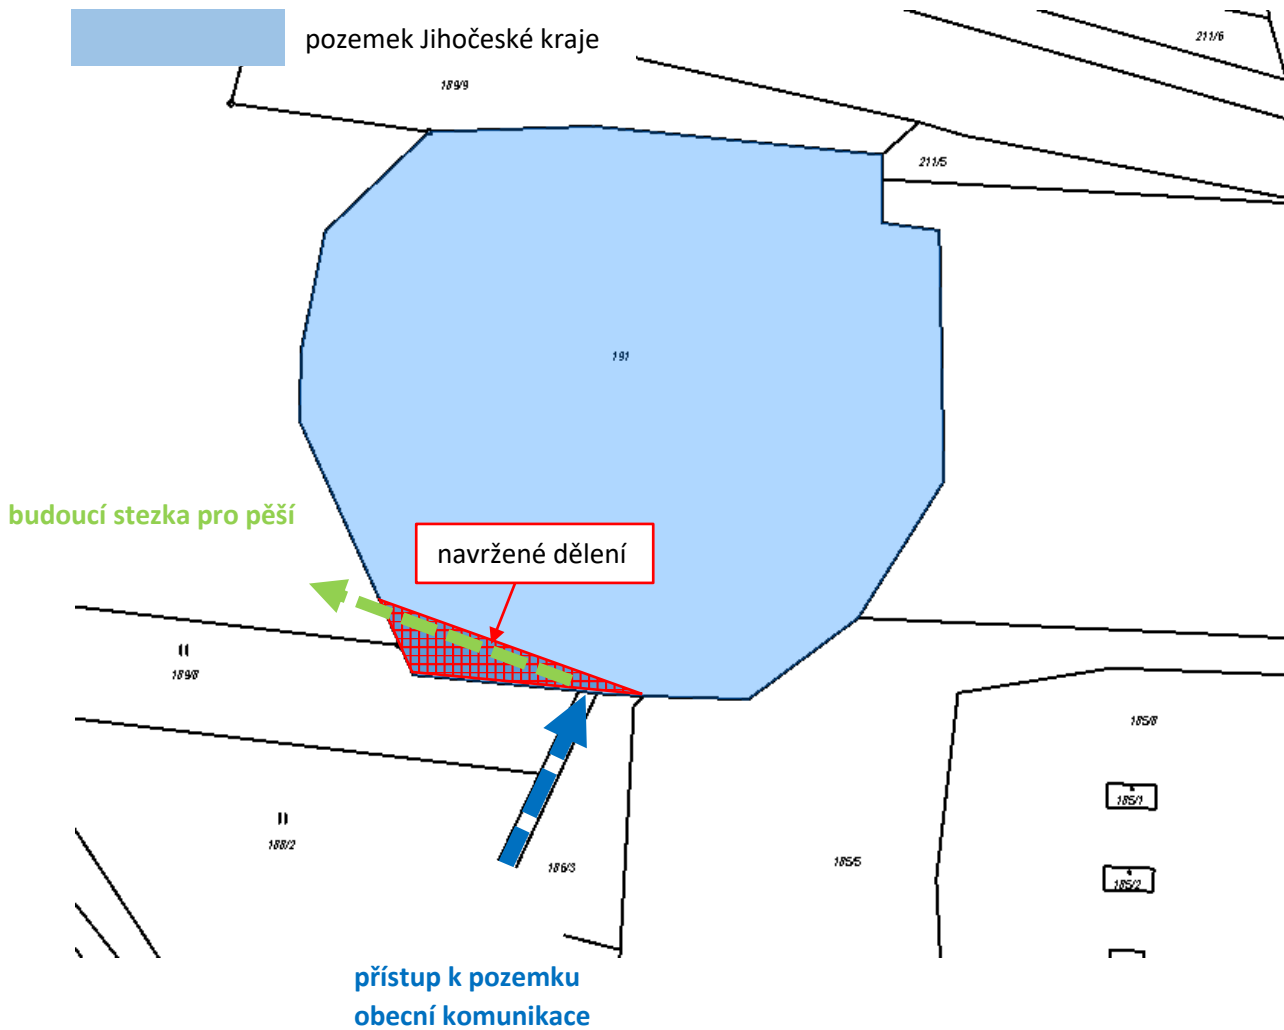 pozemek Jihočeské kraje
211/6
189/9
211/5
191
budoucí stezka pro pěší
navržené dělení
189/8
185/8
185/1
188/2
186/3
185/5
185/2
přístup k pozemku
obecní komunikace